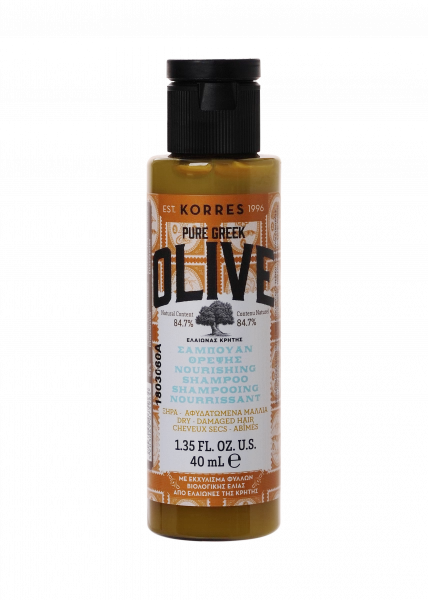 EST. KORRES 1996
PURE GREEK
OLIVE
Natural Content
84.7%
Contenu Naturel
84.7%
ΕΛΑΙΩΝΑΣ ΚΡΗΤΗΣ
ΣΑΜΠΟΥΑΝ
ΘΡΕΨΗΣ
NOURISHING
SHAMPOO
SHAMPOOING
NOURRISSANT
ΞΗΡΑ - ΑΦΥΔΑΤΩΜΕΝΑ ΜΑΛΛΙΑ
DRY - DAMAGED HAIR
CHEVEUX SECS - ABÎMÉS
1.35 FL. OZ. U.S.
40 mL ℮
ΜΕ ΕΚΧΥΛΙΣΜΑ ΦΥΛΛΩΝ
ΒΙΟΛΟΓΙΚΗΣ ΕΛΙΑΣ
ΑΠΟ ΕΛΑΙΩΝΕΣ ΤΗΣ ΚΡΗΤΗΣ
1803060A